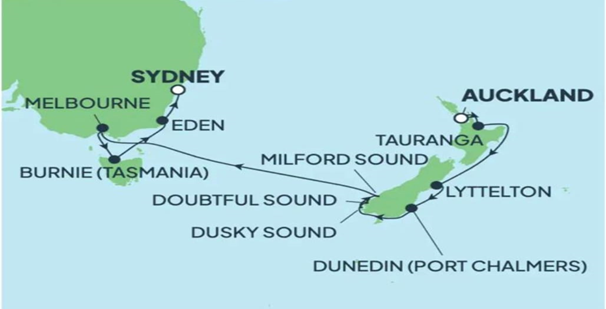 SYDNEY
AUCKLAND
MELBOURNE
EDEN
TAURANGA
MILFORD SOUND
BURNIE (TASMANIA)
LYTTELTON
DOUBTFUL SOUND
DUSKY SOUND
DUNEDIN (PORT CHALMERS)